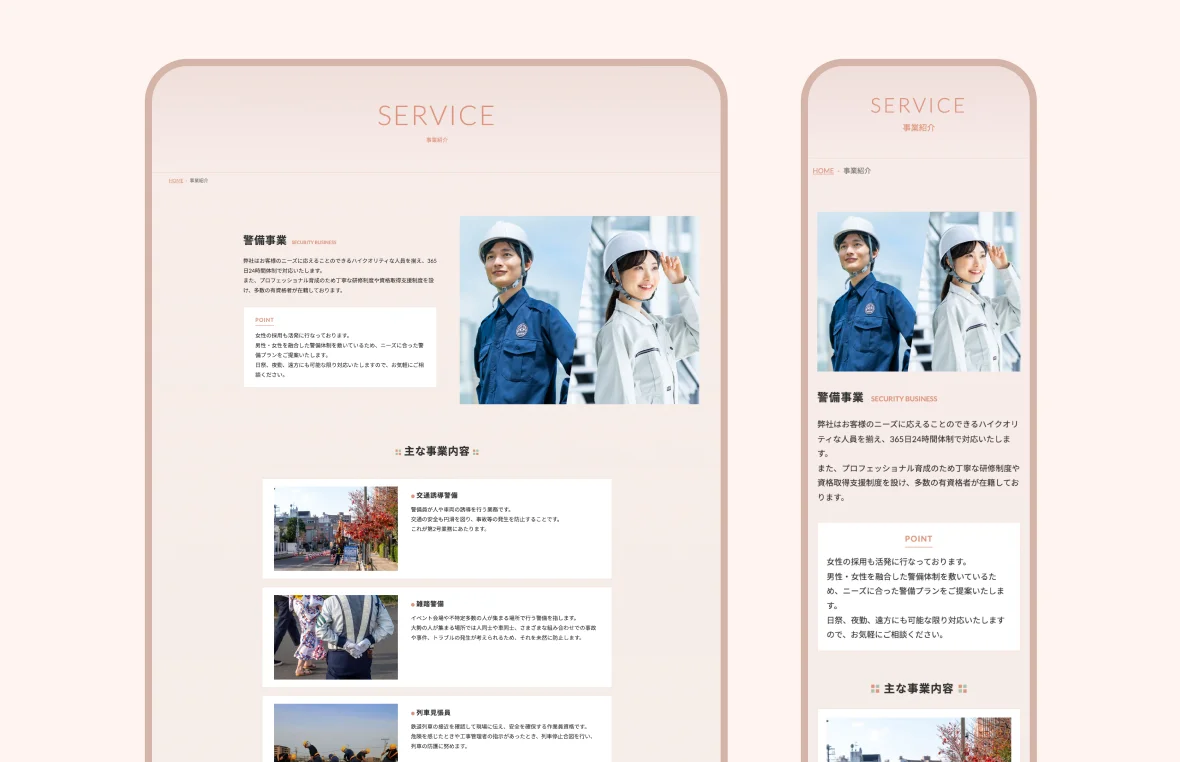 SERVICE
事業紹介
HOME - 事業紹介
警備事業 SECURITY BUSINESS
弊社はお客様のニーズに応えることのできるハイクオリティな人員を揃え、365
日24時間体制で対応いたします。
また、プロフェッショナル育成のため丁寧な研修制度や資格取得支援制度を設
け、多数の有資格者が在籍しております。
POINT
女性の採用も活発に行なっております。
男性・女性を融合した警備体制を敷いているため、ニーズに合った警
備プランをご提案いたします。
日祭、夜勤、遠方にも可能な限り対応いたしますので、お気軽にご相
談ください。
主な事業内容
交通誘導警備
警備員が人や車両の誘導を行う業務です。
交通の安全も円滑を図り、事故等の発生を防止することです。
これが第2号業務にあたります。
雑踏警備
イベント会場や不特定多数の人が集まる場所で行う警備を指します。
大勢の人が集まる場所では人同士や車同士、さまざまな組み合わせでの事故
や事件、トラブルの発生が考えられるため、それを未然に防止します。
列車見張員
鉄道列車の接近を確認して現場に伝え、安全を確保する作業員資格です。
危険を感じたときや工事管理者の指示があったとき、列車停止合図を行い、
列車の防護に努めます。
SERVICE
事業紹介
HOME - 事業紹介
警備事業 SECURITY BUSINESS
弊社はお客様のニーズに応えることのできるハイクオリ
ティな人員を揃え、365日24時間体制で対応いたしま
す。
また、プロフェッショナル育成のため丁寧な研修制度や
資格取得支援制度を設け、多数の有資格者が在籍してお
ります。
POINT
女性の採用も活発に行なっております。
男性・女性を融合した警備体制を敷いているた
め、ニーズに合った警備プランをご提案いたしま
す。
日祭、夜勤、遠方にも可能な限り対応いたします
ので、お気軽にご相談ください。
主な事業内容